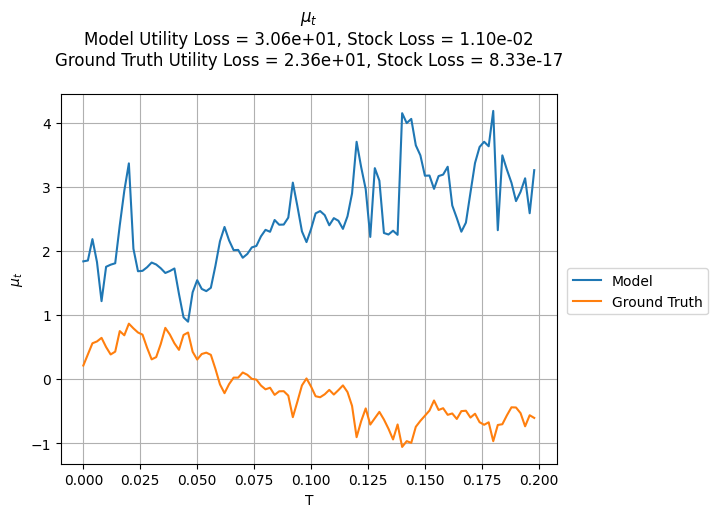 μt
Model Utility Loss = 3.06e+01, Stock Loss = 1.10e-02
Ground Truth Utility Loss = 2.36e+01, Stock Loss = 8.33e-17
4
3
2
1
0
−1
μt
0.000 0.025 0.050 0.075 0.100 0.125 0.150 0.175 0.200
T
Model
Ground Truth